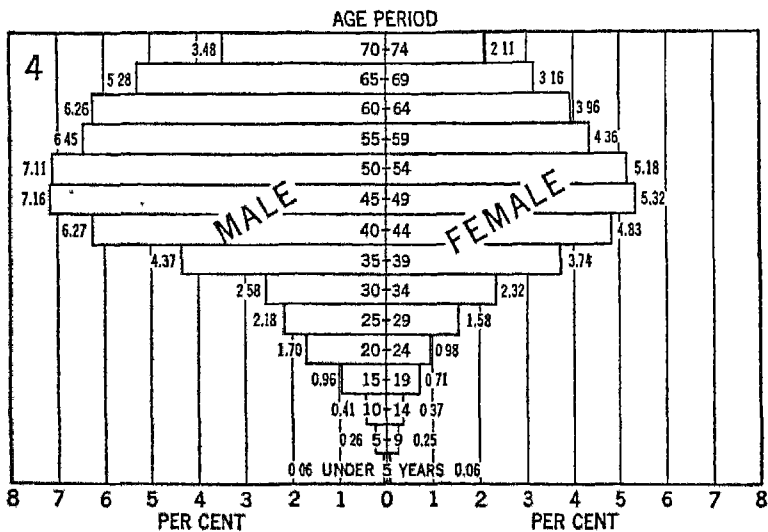 AGE PERIOD
4
3.48 70-74 2 11
5 28 65-69 3 16
6.26 60-64 3 96
6 45 55-59 4 36
7.11 50-54 5.18
7.16 45-49 5.32
MALE FEMALE
6.27 40-44 4.83
4.37 35-39 3.74
2 58 30-34 2.32
2.18 25-29 1.58
1.70 20-24 0 98
0.96 15-19 0 71
0.41 10-14 0 37
0 26 5-9 0.25
0 06 UNDER 5 YEARS 0.06
8 7 6 5 4 3 2 1 0 1 2 3 4 5 6 7 8
PER CENT PER CENT